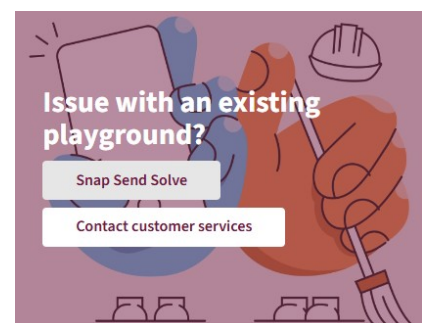 Issue with an existing
playground?
Snap Send Solve
Contact customer services